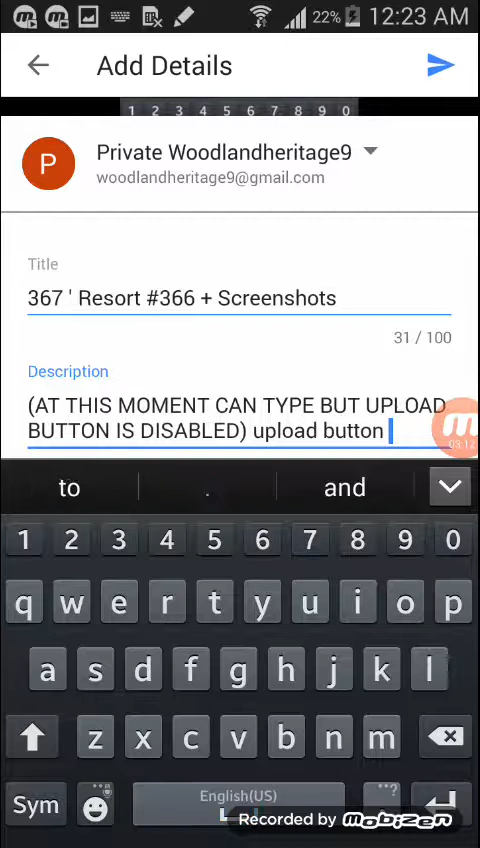 22% 12:23 AM
Add Details
1 2 3 4 5 6 7 8 9 0
P
Private Woodlandheritage9
woodlandheritage9@gmail.com
Title
367 ' Resort #366 + Screenshots
31 / 100
Description
(AT THIS MOMENT CAN TYPE BUT UPLOAD
BUTTON IS DISABLED) upload button
03:12
to . and
1 2 3 4 5 6 7 8 9 0
q w e r t y u i o p
a s d f g h j k l
z x c v b n m
Sym English(US) ...?
Recorded by mobizen